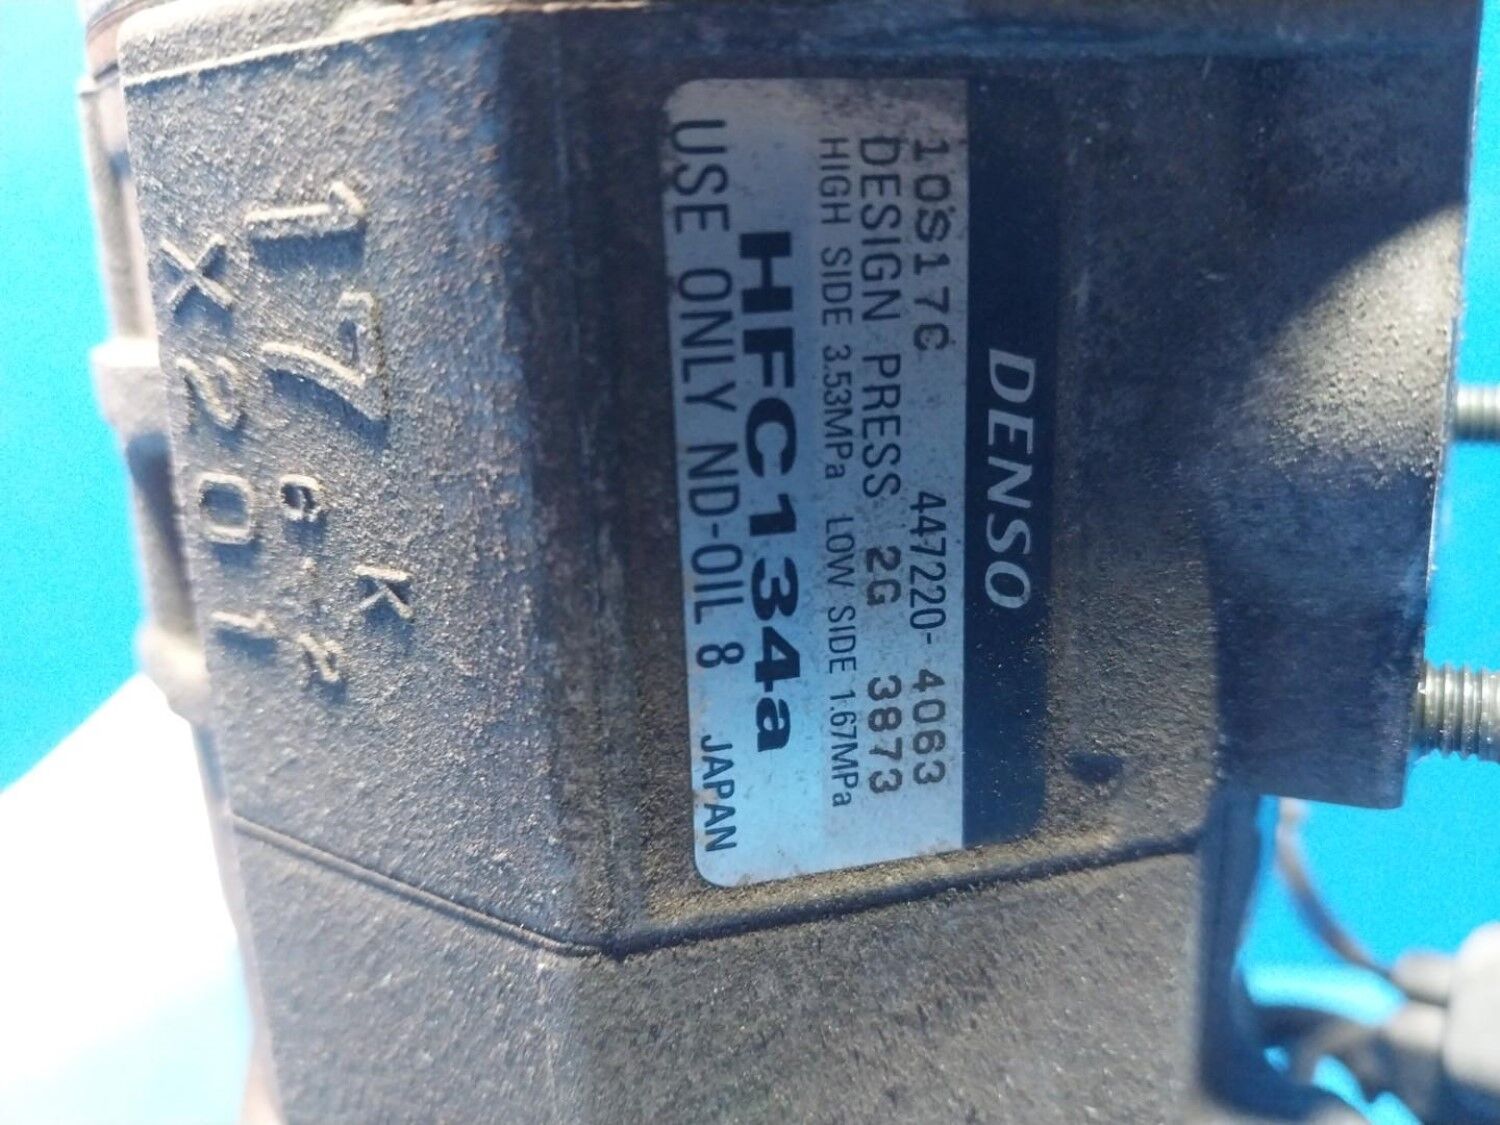 DENSO
10S17C 447220-4063
DESIGN PRESS 2G 3873
HIGH SIDE 3.53MPa LOW SIDE 1.67MPa
HFC134a
USE ONLY ND-OIL 8 JAPAN
17 K
G-2
X201